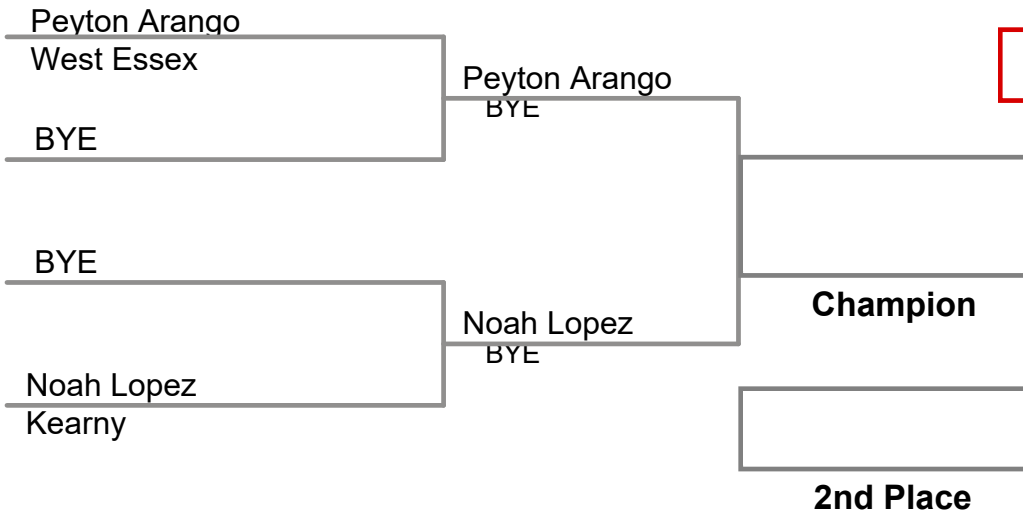 Peyton Arango
West Essex
BYE
BYE
Noah Lopez
Kearny
Peyton Arango
BYE
Noah Lopez
BYE
Champion
2nd Place